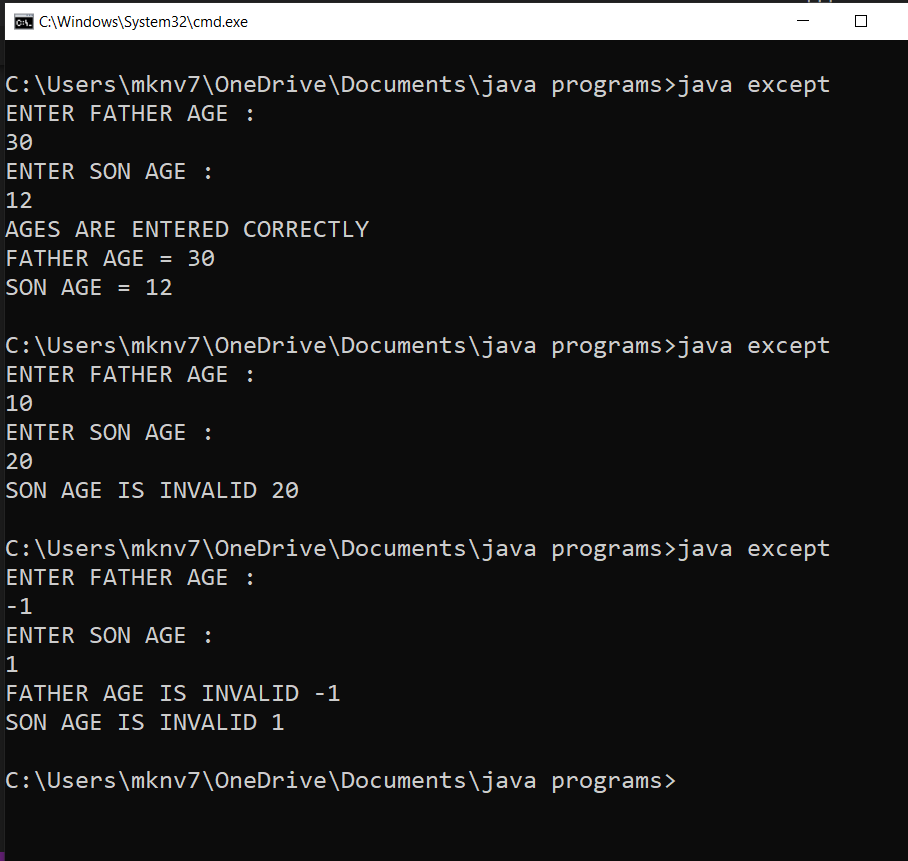 C:\Windows\System32\cmd.exe
C:\Users\mknv7\OneDrive\Documents\java programs>java except
ENTER FATHER AGE :
30
ENTER SON AGE :
12
AGES ARE ENTERED CORRECTLY
FATHER AGE = 30
SON AGE = 12
C:\Users\mknv7\OneDrive\Documents\java programs>java except
ENTER FATHER AGE :
10
ENTER SON AGE :
20
SON AGE IS INVALID 20
C:\Users\mknv7\OneDrive\Documents\java programs>java except
ENTER FATHER AGE :
-1
ENTER SON AGE :
1
FATHER AGE IS INVALID -1
SON AGE IS INVALID 1
C:\Users\mknv7\OneDrive\Documents\java programs>